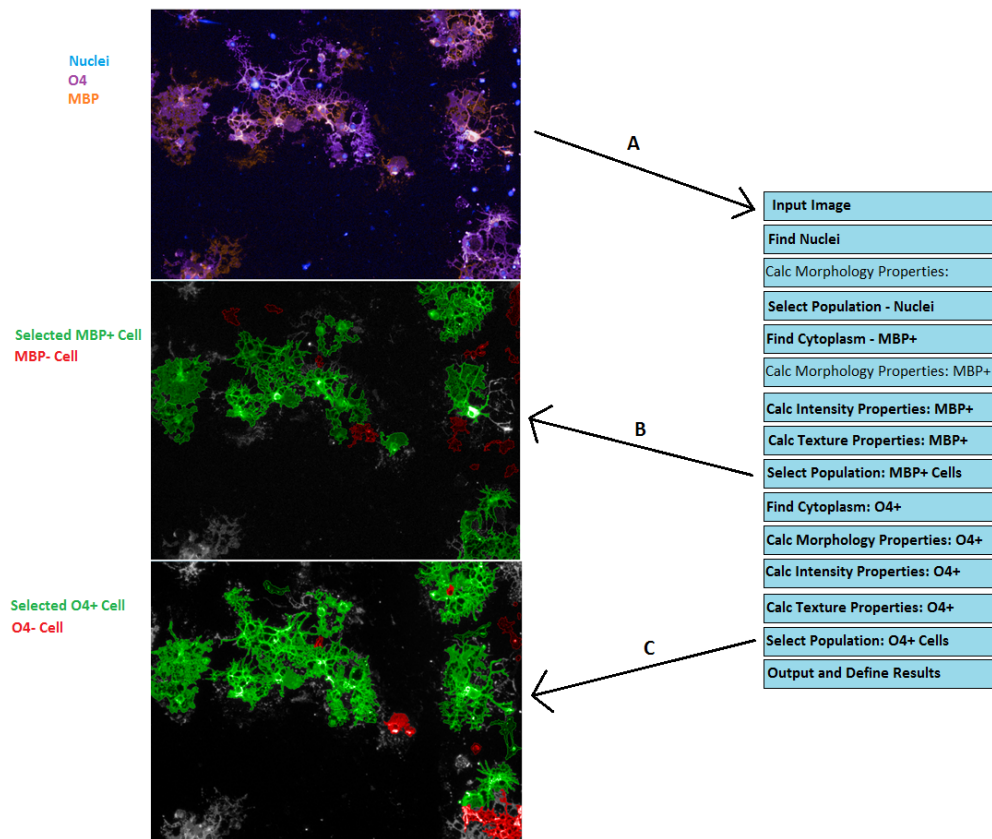 Nuclei
O4
MBP
A
Input Image
Find Nuclei
Calc Morphology Properties:
Select Population - Nuclei
Selected MBP+ Cell
MBP- Cell
Find Cytoplasm - MBP+
Calc Morphology Properties: MBP+
Calc Intensity Properties: MBP+
B
Calc Texture Properties: MBP+
Select Population: MBP+ Cells
Find Cytoplasm: O4+
Calc Morphology Properties: O4+
Calc Intensity Properties: O4+
Selected O4+ Cell
O4- Cell
Calc Texture Properties: O4+
Select Population: O4+ Cells
C
Output and Define Results